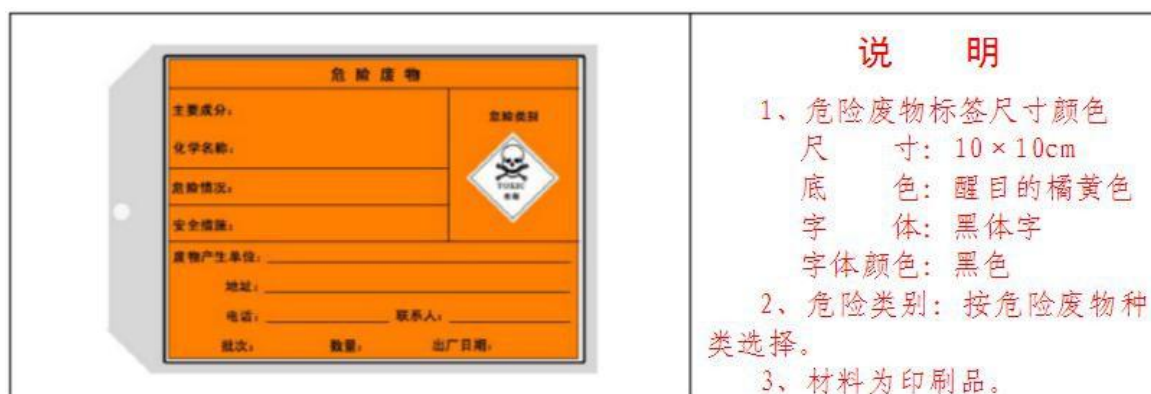 危险废物
主要成分：
危险类别
化学名称：
TOXIC
有毒
危险情况：
安全措施：
废物产生单位：
地址：
电话： 联系人：
批次： 数量： 出厂日期：
说 明
1、危险废物标签尺寸颜色
尺 寸：10×10cm
底 色：醒目的橘黄色
字 体：黑体字
字体颜色：黑色
2、危险类别：按危险废物种
类选择。
3、材料为印刷品。